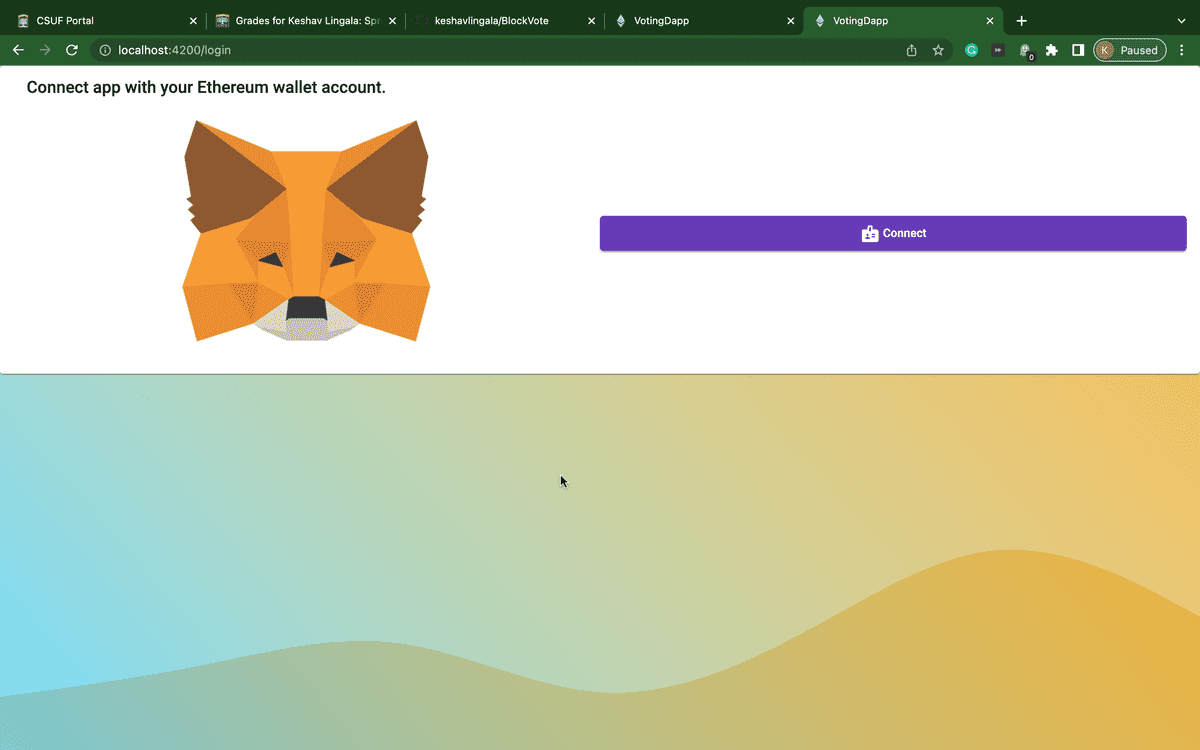 CSUF Portal
Grades for Keshav Lingala: Spr
keshavlingala/BlockVote
VotingDapp
VotingDapp
localhost:4200/login
0
K
Paused
Connect app with your Ethereum wallet account.
Connect